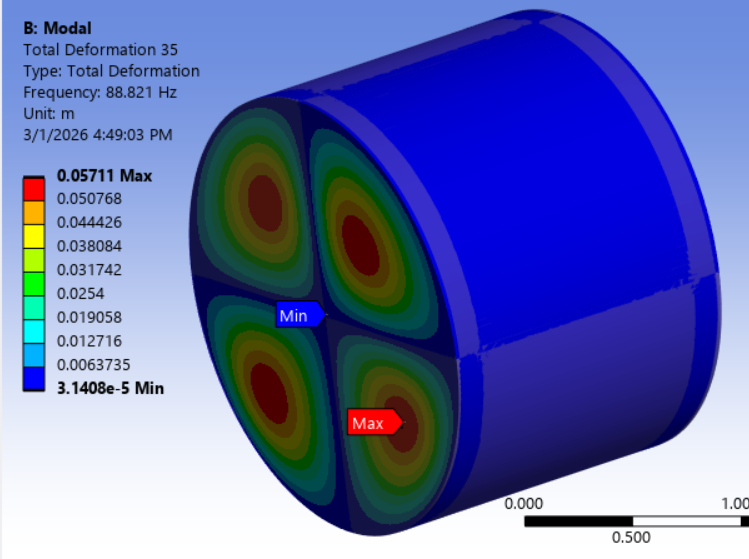 B: Modal
Total Deformation 35
Type: Total Deformation
Frequency: 88.821 Hz
Unit: m
3/1/2026 4:49:03 PM
0.05711 Max
0.050768
0.044426
0.038084
0.031742
0.0254
0.019058
0.012716
0.0063735
3.1408e-5 Min
Min
Max
0.000
1.00
0.500